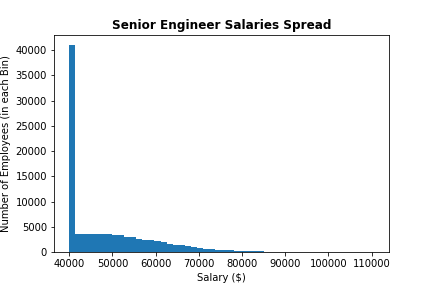 Senior Engineer Salaries Spread
Number of Employees (in each Bin)
40000
35000
30000
25000
20000
15000
10000
5000
0
40000 50000 60000 70000 80000 90000 100000 110000
Salary ($)